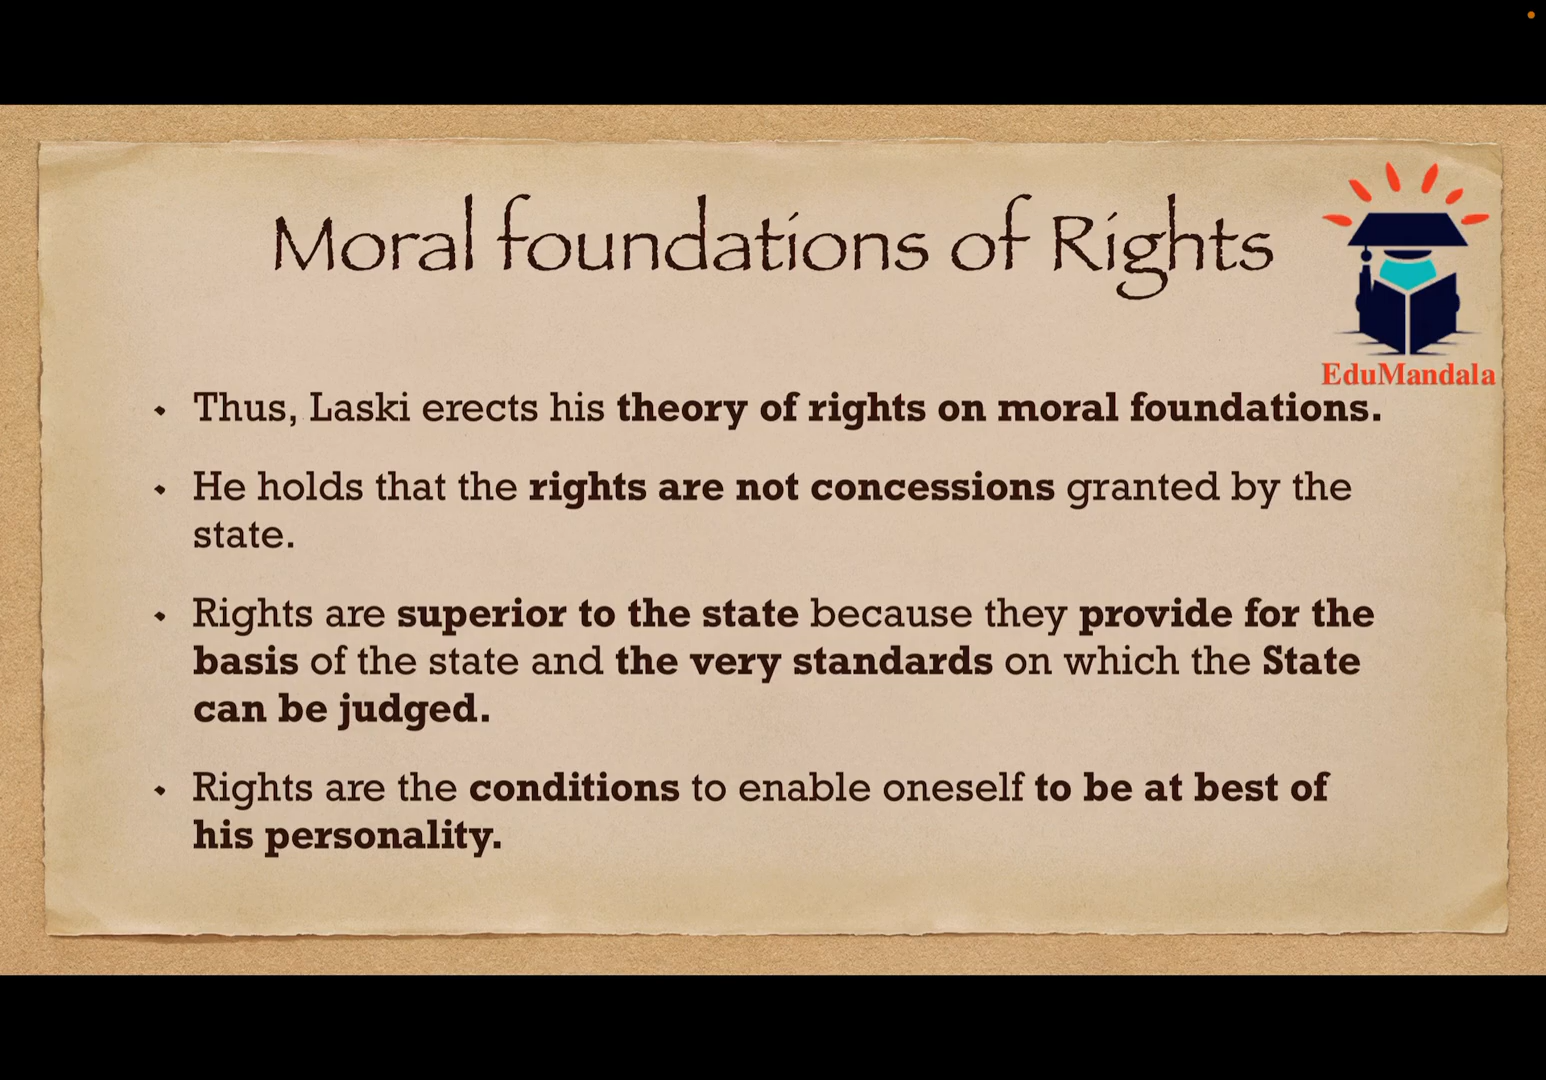 Moral foundations of Rights
EduMandala
• Thus, Laski erects his theory of rights on moral foundations.
• He holds that the rights are not concessions granted by the
state.
• Rights are superior to the state because they provide for the
basis of the state and the very standards on which the State
can be judged.
• Rights are the conditions to enable oneself to be at best of
his personality.